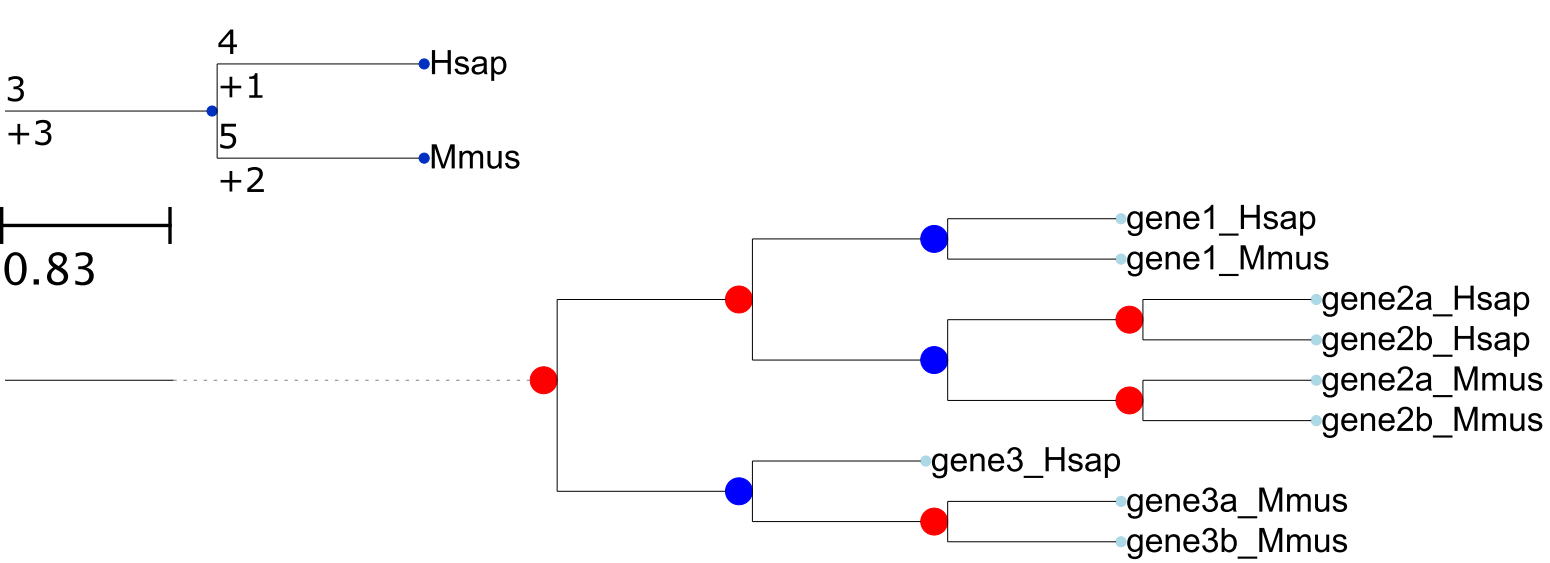 4
Hsap
3
+1
+3
5
Mmus
+2
0.83
gene1_Hsap
gene1_Mmus
gene2a_Hsap
gene2b_Hsap
gene2a_Mmus
gene2b_Mmus
gene3_Hsap
gene3a_Mmus
gene3b_Mmus